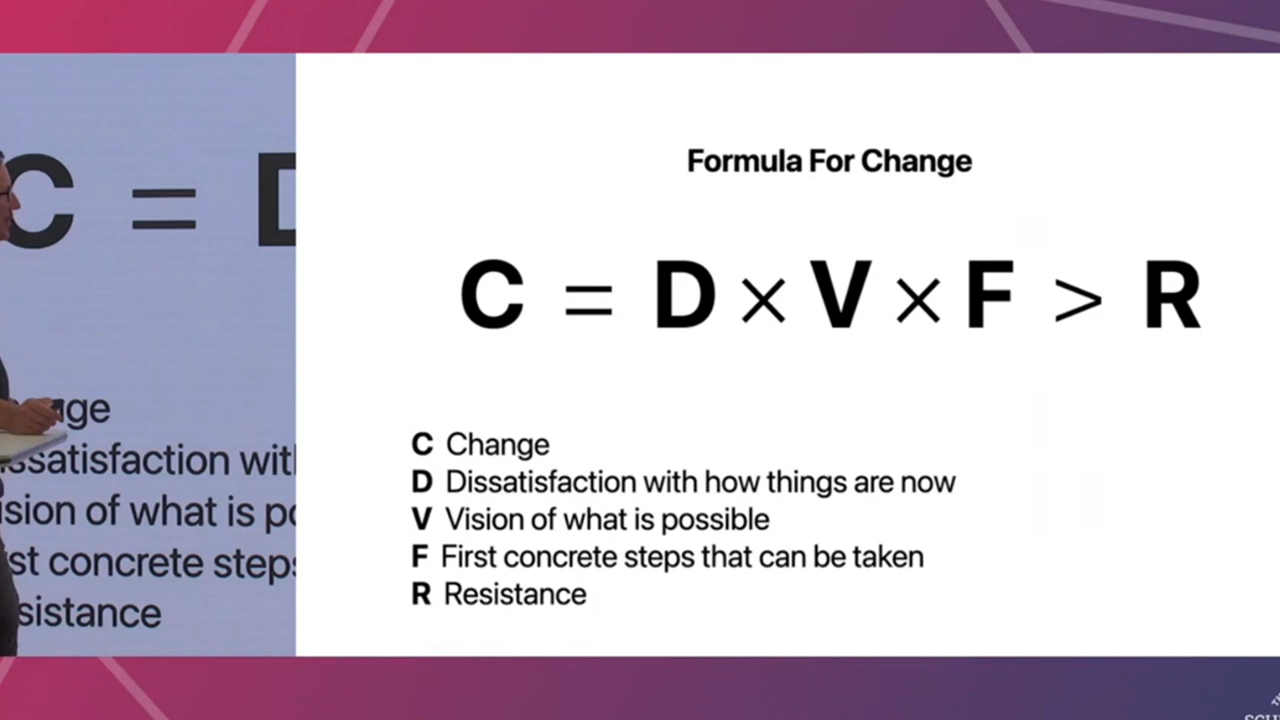 Formula For Change
C = D × V × F > R
C Change
D Dissatisfaction with how things are now
V Vision of what is possible
F First concrete steps that can be taken
R Resistance
C = D